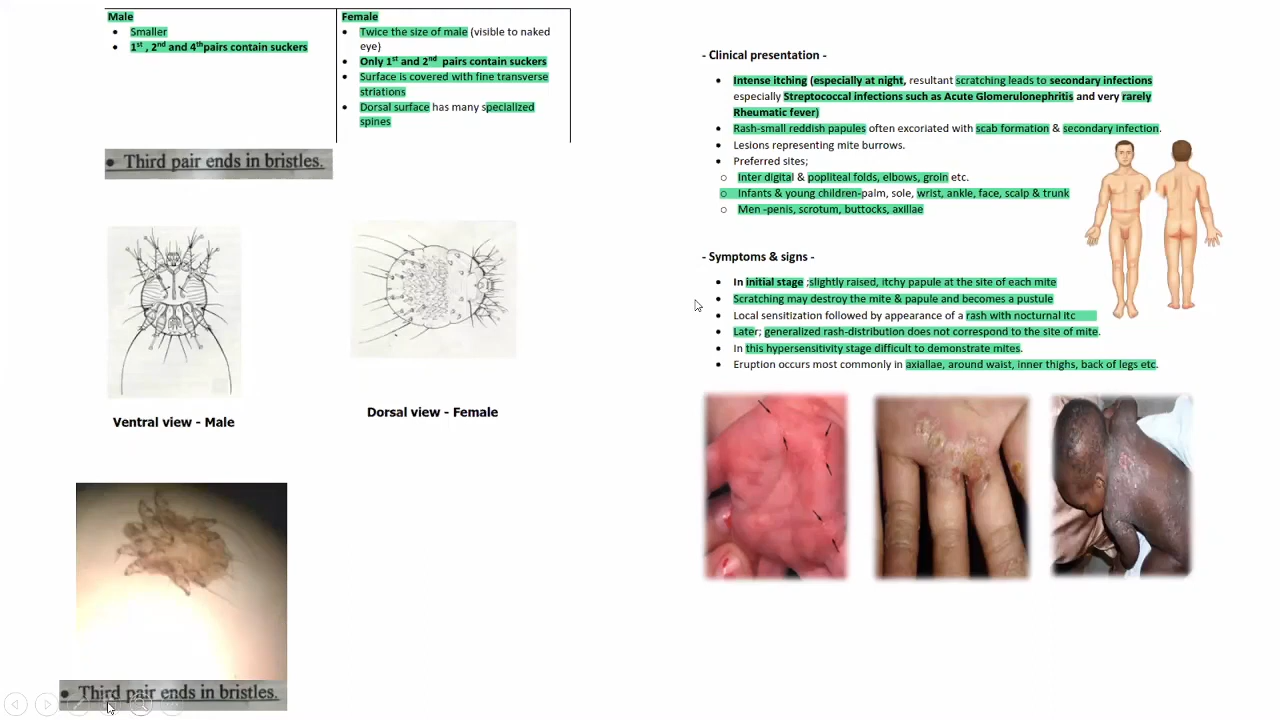 Male
• Smaller
• 1st , 2nd and 4thpairs contain suckers
Female
• Twice the size of male (visible to naked
eye)
• Only 1st and 2nd pairs contain suckers
• Surface is covered with fine transverse
striations
• Dorsal surface has many specialized
spines
• Third pair ends in bristles.
Ventral view - Male
Dorsal view - Female
• Third pair ends in bristles.
- Clinical presentation -
• Intense itching (especially at night, resultant scratching leads to secondary infections
especially Streptococcal infections such as Acute Glomerulonephritis and very rarely
Rheumatic fever)
• Rash-small reddish papules often excoriated with scab formation & secondary infection.
• Lesions representing mite burrows.
• Preferred sites;
o Inter digital & popliteal folds, elbows, groin etc.
o Infants & young children-palm, sole, wrist, ankle, face, scalp & trunk
o Men -penis, scrotum, buttocks, axillae
- Symptoms & signs -
• In initial stage ;slightly raised, itchy papule at the site of each mite
• Scratching may destroy the mite & papule and becomes a pustule
• Local sensitization followed by appearance of a rash with nocturnal itc
• Later; generalized rash-distribution does not correspond to the site of mite.
• In this hypersensitivity stage difficult to demonstrate mites.
• Eruption occurs most commonly in axiallae, around waist, inner thighs, back of legs etc.